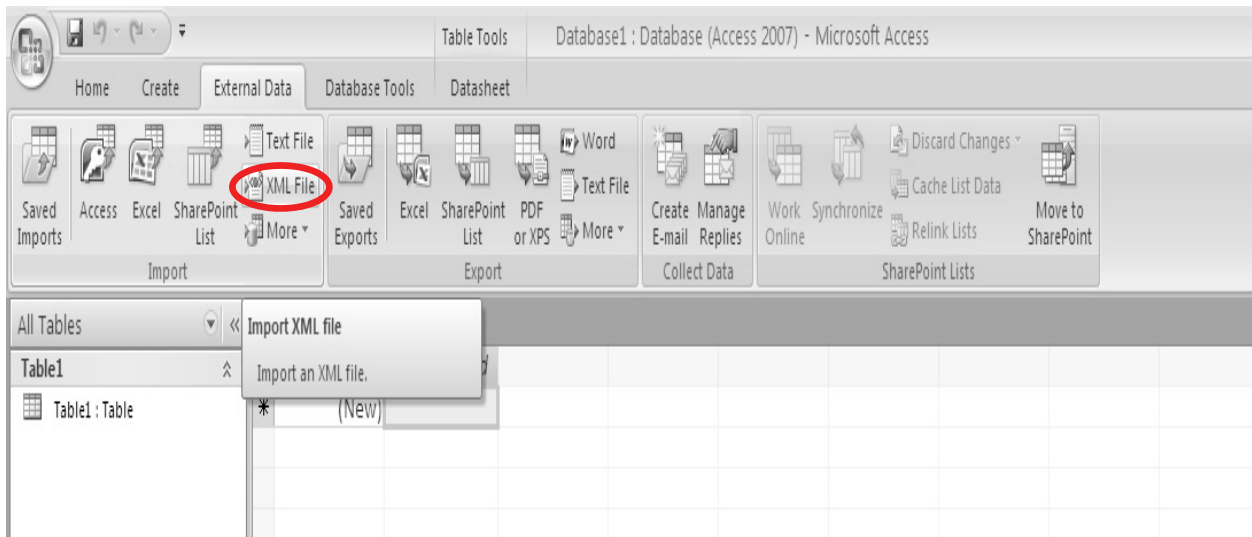 Table Tools Database1 : Database (Access 2007) - Microsoft Access
Home Create External Data Database Tools Datasheet
Saved Imports
Access
Excel
SharePoint List
Text File
XML File
More
Import
Saved Exports
Excel
SharePoint List
PDF or XPS
Word
Text File
More
Export
Create E-mail
Manage Replies
Collect Data
Work Online
Synchronize
Discard Changes
Cache List Data
Relink Lists
Move to SharePoint
SharePoint Lists
All Tables «
Import XML file
Import an XML file.
Table1
Table1 : Table
* (New)